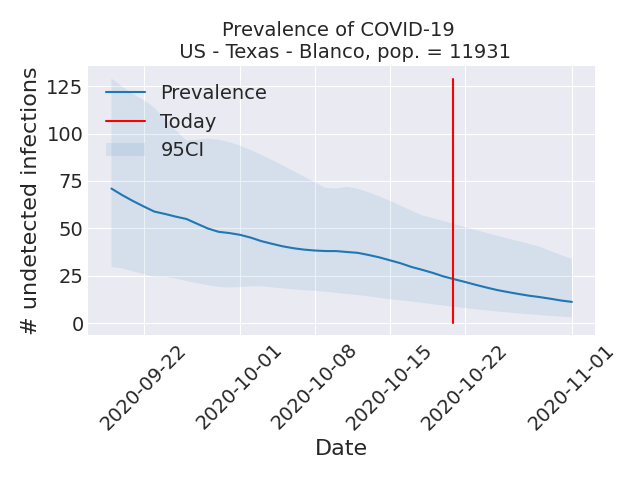 Prevalence of COVID-19
US - Texas - Blanco, pop. = 11931
# undetected infections
125
100
75
50
25
0
Prevalence
Today
95CI
2020-09-22
2020-10-01
2020-10-08
2020-10-15
2020-10-22
2020-11-01
Date